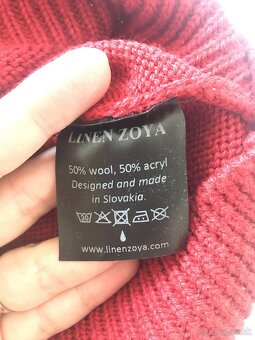 LINEN ZOYA
50% wool, 50% acryl
Designed and made
in Slovakia.
www.linenzoya.com